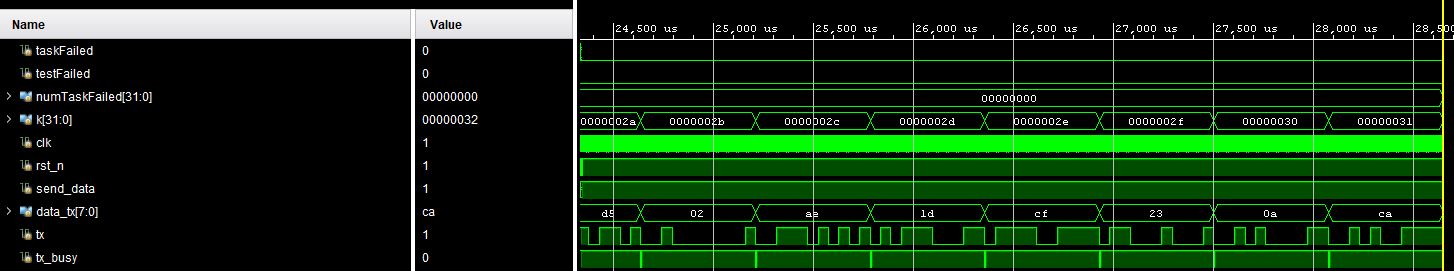 Name Value
24,500 us 25,000 us 25,500 us 26,000 us 26,500 us 27,000 us 27,500 us 28,000 us 28,500
taskFailed 0
testFailed 0
numTaskFailed[31:0] 00000000 00000000
k[31:0] 00000032 0000002a 0000002b 0000002c 0000002d 0000002e 0000002f 00000030 00000031
clk 1
rst_n 1
send_data 1
data_tx[7:0] ca d5 02 ae 1d cf 23 0a ca
tx 1
tx_busy 0